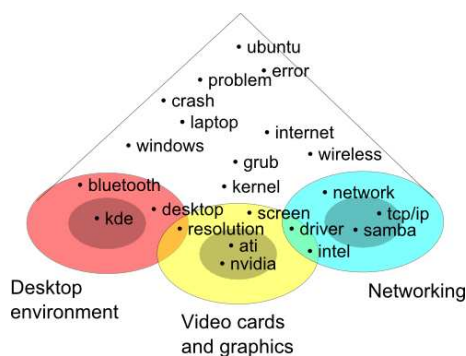 ubuntu
error
problem
crash
laptop
internet
windows
wireless
grub
bluetooth
kernel
network
desktop
screen
tcp/ip
kde
resolution
driver
samba
ati
intel
nvidia
Desktop
environment
Video cards
and graphics
Networking